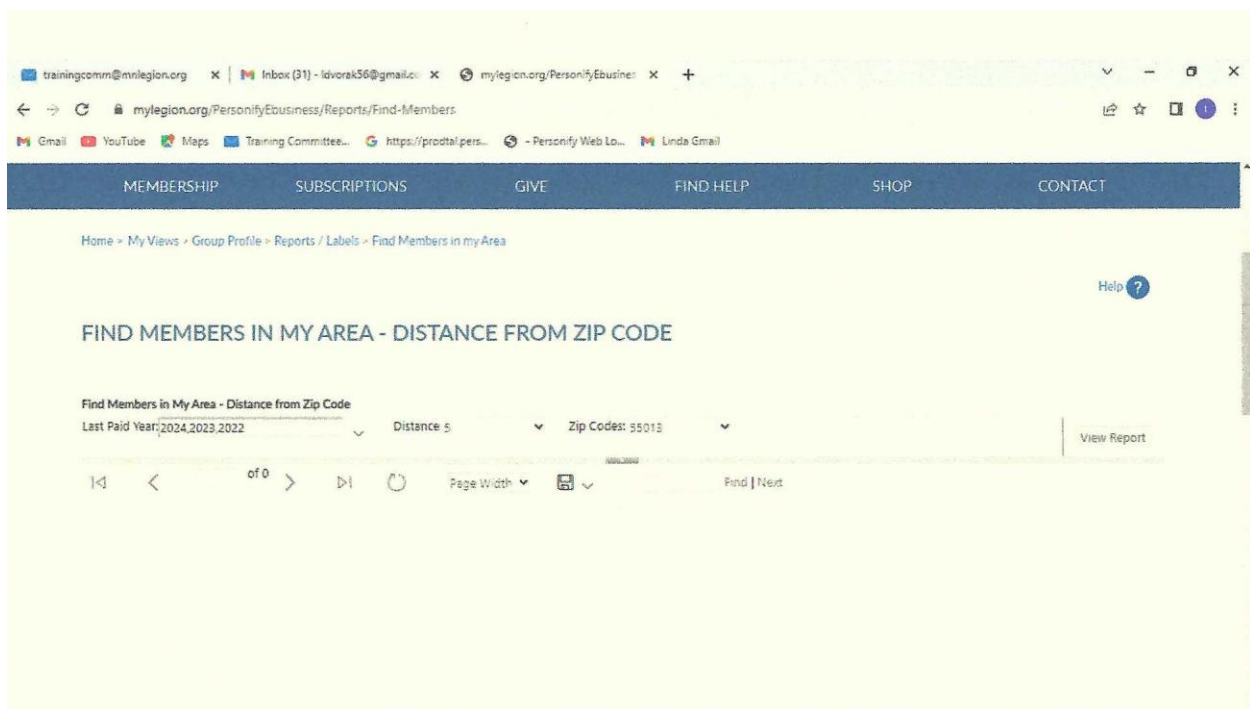 trainingcomm@mnlegion.org Inbox (31) - ldvorak56@gmail.co mylegion.org/PersonifyEbusines
mylegion.org/PersonifyEbusiness/Reports/Find-Members
Gmail YouTube Maps Training Committee... https://prodtal.pers... - Personify Web Lo... Linda Gmail
MEMBERSHIP SUBSCRIPTIONS GIVE FIND HELP SHOP CONTACT
Home > My Views > Group Profile > Reports / Labels > Find Members in my Area
Help ?
FIND MEMBERS IN MY AREA - DISTANCE FROM ZIP CODE
Find Members in My Area - Distance from Zip Code
Last Paid Year: 2024,2023,2022 Distance 5 Zip Codes: 55013
View Report
of 0 Page Width Find | Next